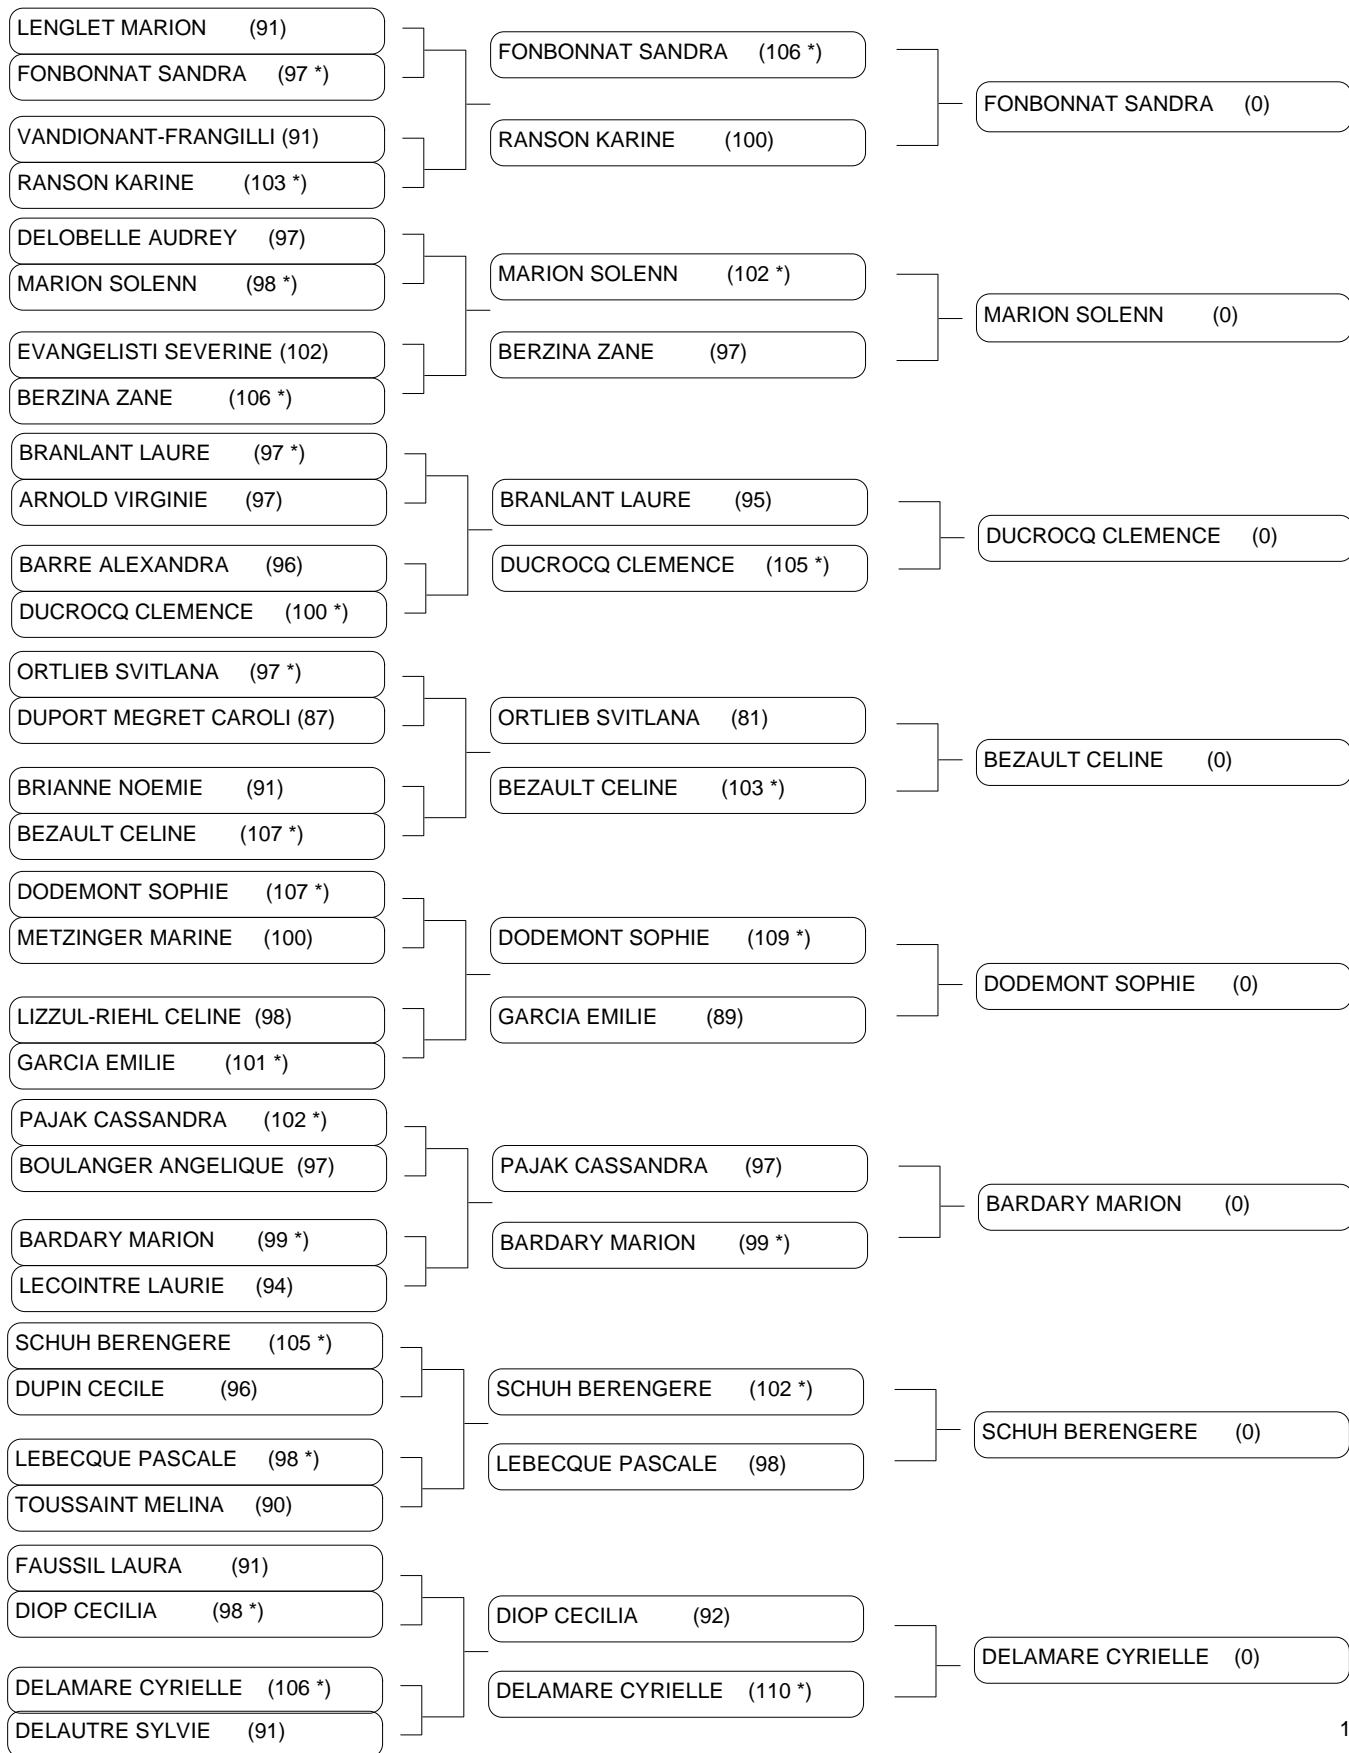 LENGLET MARION (91)
FONBONNAT SANDRA (97 *)
VANDIONANT-FRANGILLI (91)
RANSON KARINE (103 *)
DELOBELLE AUDREY (97)
MARION SOLENN (98 *)
EVANGELISTI SEVERINE (102)
BERZINA ZANE (106 *)
BRANLANT LAURE (97 *)
ARNOLD VIRGINIE (97)
BARRE ALEXANDRA (96)
DUCROCQ CLEMENCE (100 *)
ORTLIEB SVITLANA (97 *)
DUPORT MEGRET CAROLI (87)
BRIANNE NOEMIE (91)
BEZAULT CELINE (107 *)
DODEMONT SOPHIE (107 *)
METZINGER MARINE (100)
LIZZUL-RIEHL CELINE (98)
GARCIA EMILIE (101 *)
PAJAK CASSANDRA (102 *)
BOULANGER ANGELIQUE (97)
BARDARY MARION (99 *)
LECOINTRE LAURIE (94)
SCHUH BERENGERE (105 *)
DUPIN CECILE (96)
LEBECQUE PASCALE (98 *)
TOUSSAINT MELINA (90)
FAUSSIL LAURA (91)
DIOP CECILIA (98 *)
DELAMARE CYRIELLE (106 *)
DELAUTRE SYLVIE (91)
FONBONNAT SANDRA (106 *)
RANSON KARINE (100)
MARION SOLENN (102 *)
BERZINA ZANE (97)
BRANLANT LAURE (95)
DUCROCQ CLEMENCE (105 *)
ORTLIEB SVITLANA (81)
BEZAULT CELINE (103 *)
DODEMONT SOPHIE (109 *)
GARCIA EMILIE (89)
PAJAK CASSANDRA (97)
BARDARY MARION (99 *)
SCHUH BERENGERE (102 *)
LEBECQUE PASCALE (98)
DIOP CECILIA (92)
DELAMARE CYRIELLE (110 *)
FONBONNAT SANDRA (0)
MARION SOLENN (0)
DUCROCQ CLEMENCE (0)
BEZAULT CELINE (0)
DODEMONT SOPHIE (0)
BARDARY MARION (0)
SCHUH BERENGERE (0)
DELAMARE CYRIELLE (0)
1